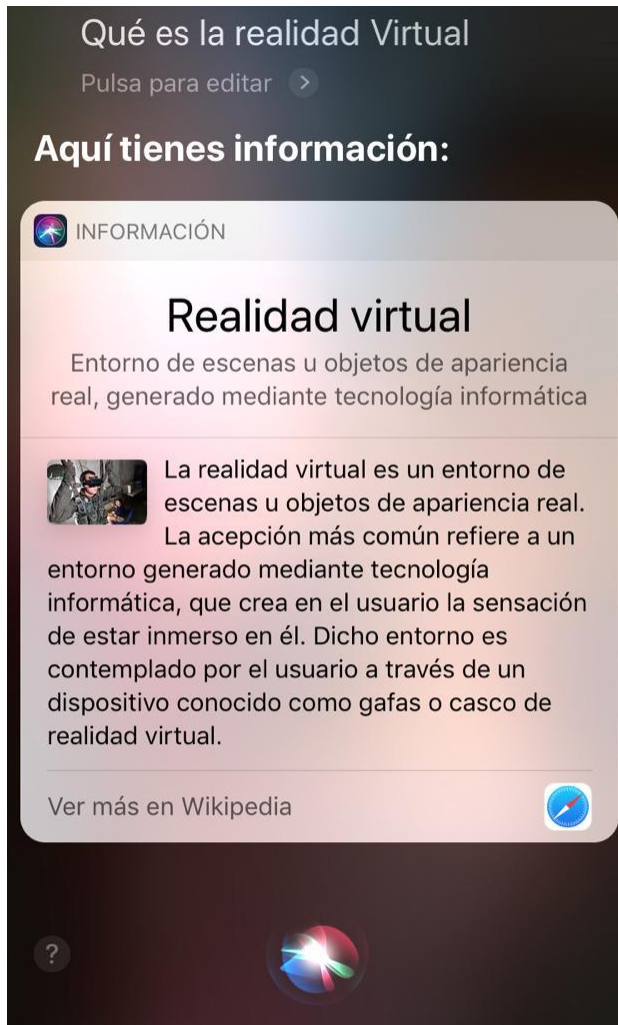 Qué es la realidad Virtual
Pulsa para editar >
Aquí tienes información:
INFORMACIÓN
Realidad virtual
Entorno de escenas u objetos de apariencia
real, generado mediante tecnología informática
La realidad virtual es un entorno de
escenas u objetos de apariencia real.
La acepción más común refiere a un
entorno generado mediante tecnología
informática, que crea en el usuario la sensación
de estar inmerso en él. Dicho entorno es
contemplado por el usuario a través de un
dispositivo conocido como gafas o casco de
realidad virtual.
Ver más en Wikipedia
?